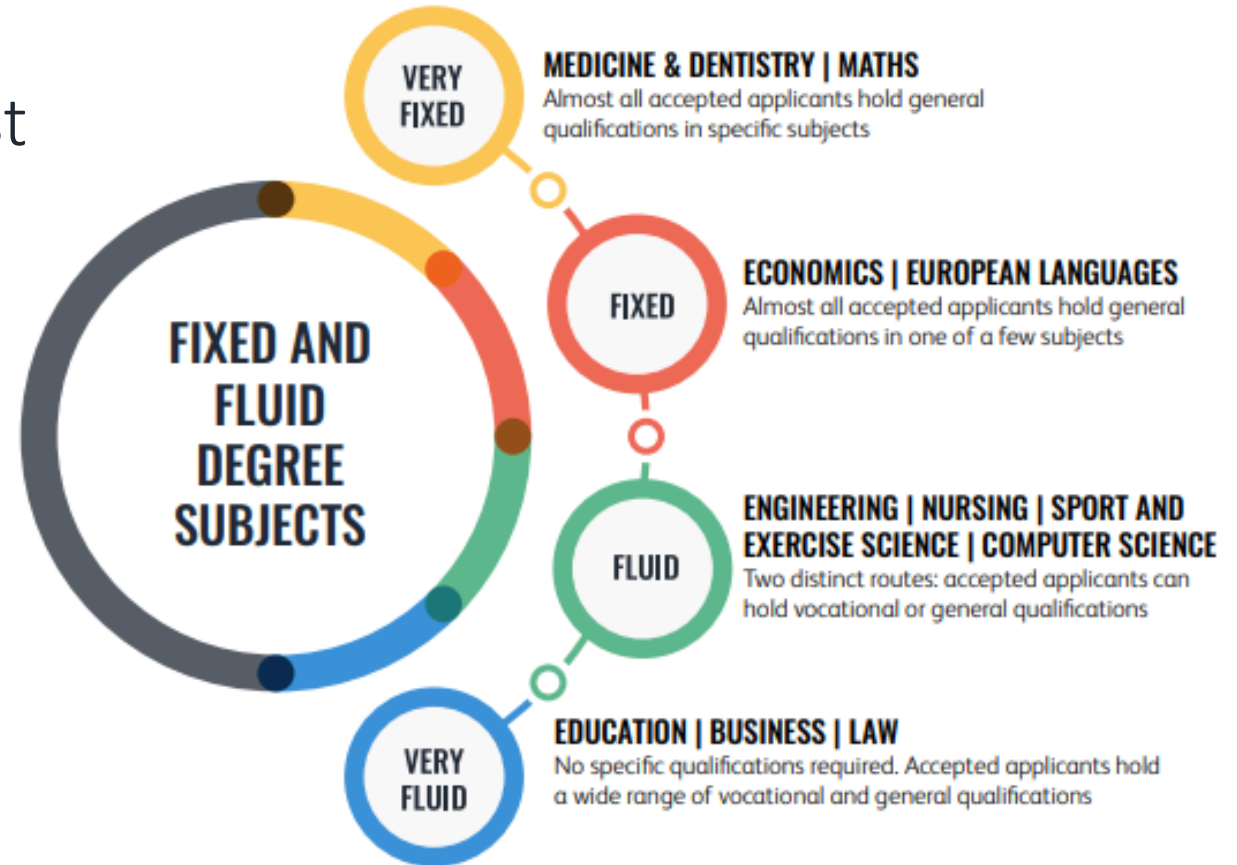 VERY
FIXED
MEDICINE & DENTISTRY | MATHS
Almost all accepted applicants hold general
qualifications in specific subjects
FIXED AND
FLUID
DEGREE
SUBJECTS
FIXED
ECONOMICS | EUROPEAN LANGUAGES
Almost all accepted applicants hold general
qualifications in one of a few subjects
FLUID
ENGINEERING | NURSING | SPORT AND
EXERCISE SCIENCE | COMPUTER SCIENCE
Two distinct routes: accepted applicants can
hold vocational or general qualifications
VERY
FLUID
EDUCATION | BUSINESS | LAW
No specific qualifications required. Accepted applicants hold
a wide range of vocational and general qualifications